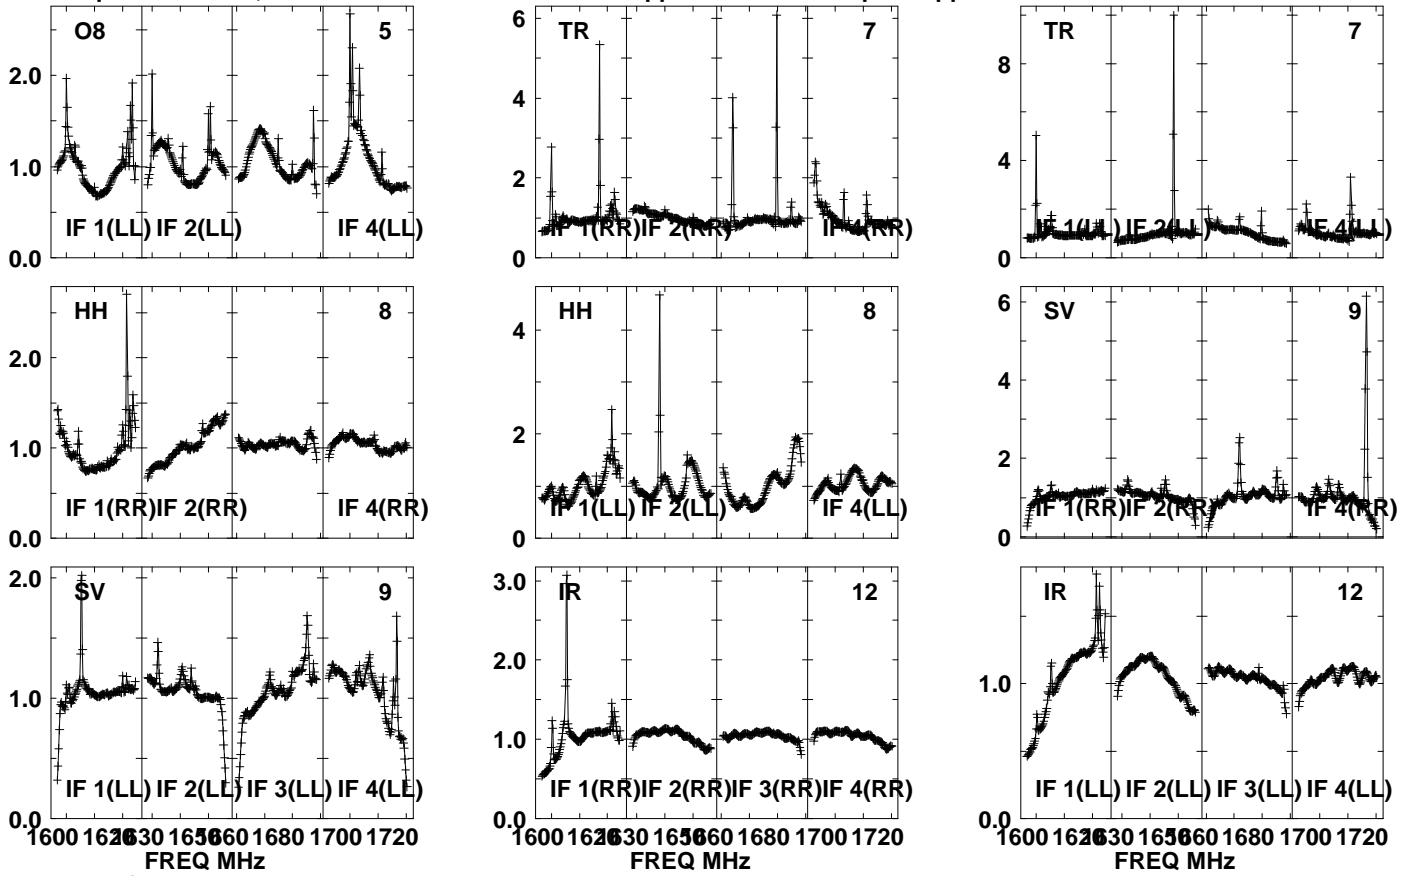 O8 5
2.0
1.0
0.0
IF 1(LL) IF 2(LL) IF 4(LL)
TR 7
6
4
2
0
IF 1(RR) IF 2(RR) IF 4(RR)
TR 7
8
4
0
IF 1(LL) IF 2(LL) IF 4(LL)
HH 8
2.0
1.0
0.0
IF 1(RR) IF 2(RR) IF 4(RR)
HH 8
4
2
0
IF 1(LL) IF 2(LL) IF 4(LL)
SV 9
6
4
2
0
IF 1(RR) IF 2(RR) IF 4(RR)
SV 9
2.0
1.0
0.0
IF 1(LL) IF 2(LL) IF 3(LL) IF 4(LL)
1600 1700 1720
FREQ MHz
IR 12
3.0
2.0
1.0
0.0
IF 1(RR) IF 2(RR) IF 3(RR) IF 4(RR)
1600 1680 1700 1720
FREQ MHz
IR 12
1.0
0.0
IF 1(LL) IF 2(LL) IF 3(LL) IF 4(LL)
1600 1680 1700 1720
FREQ MHz